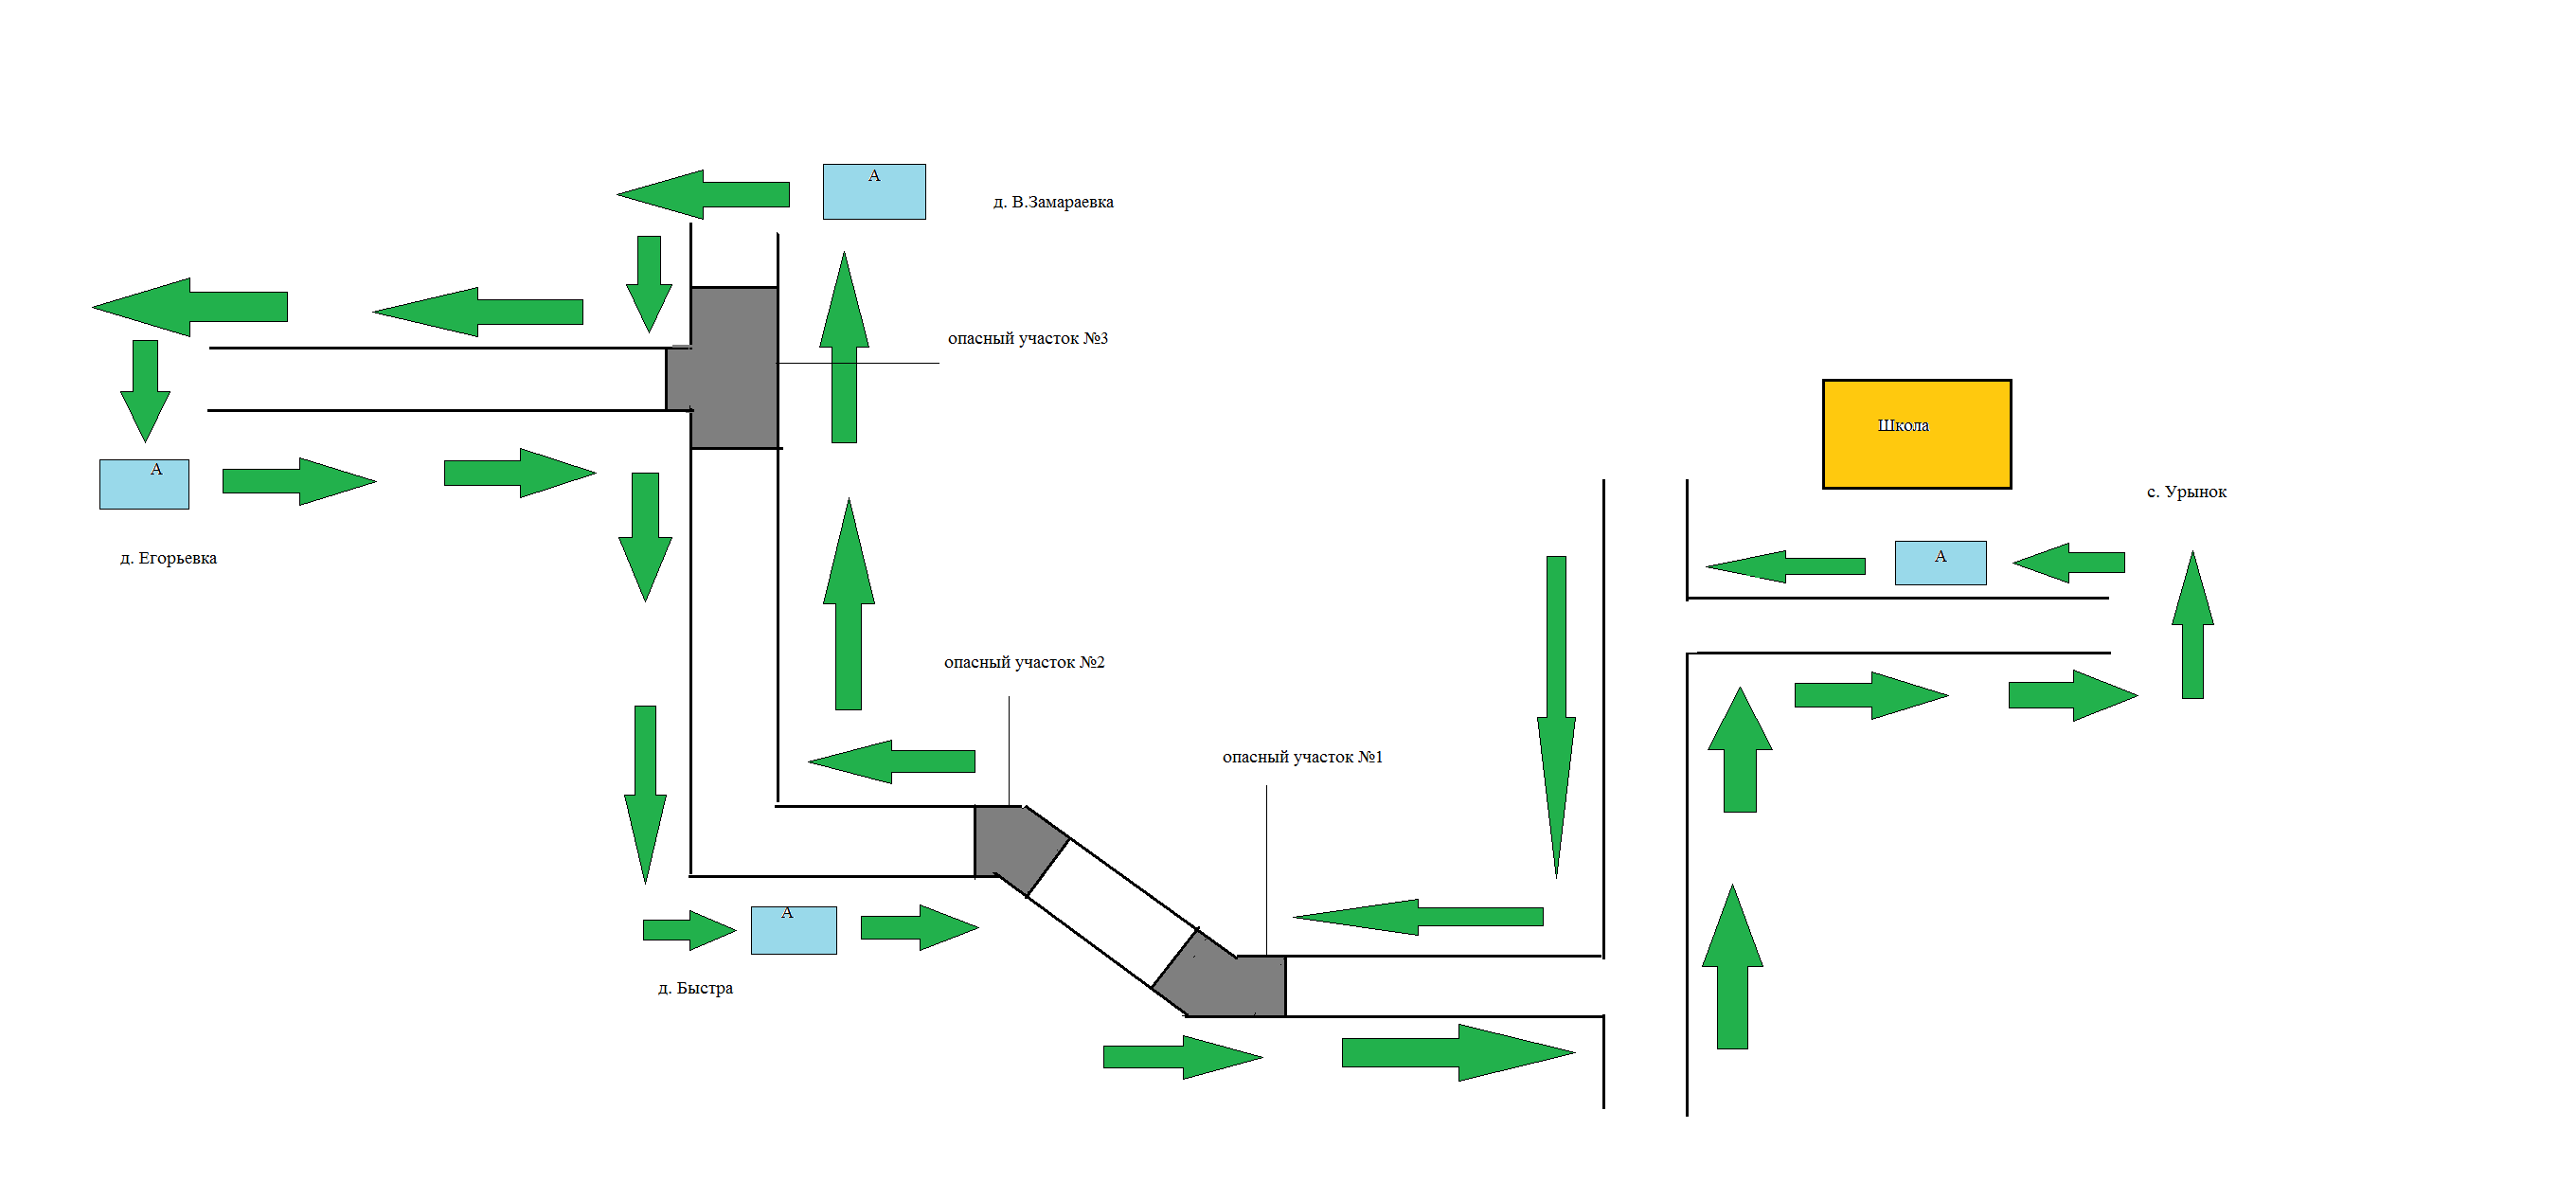 А
д. В.Замараевка
опасный участок №3
Школа
А
с. Урынок
д. Егорьевка
А
опасный участок №2
опасный участок №1
А
д. Быстра